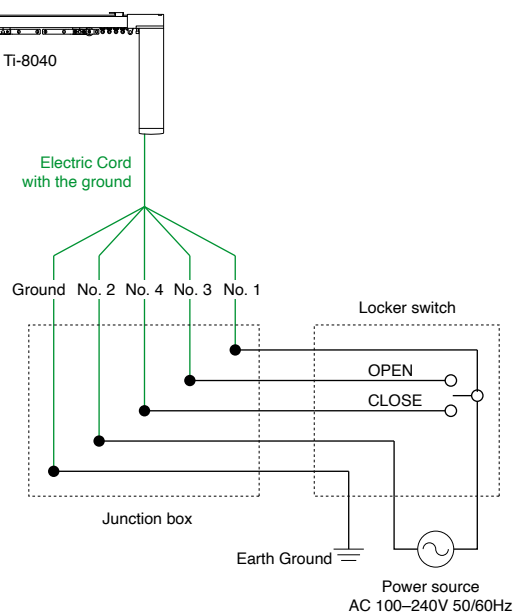 Ti-8040
Electric Cord
with the ground
Ground No. 2 No. 4 No. 3 No. 1
Locker switch
OPEN
CLOSE
Junction box
Earth Ground
Power source
AC 100–240V 50/60Hz